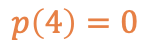 p(4) = 0